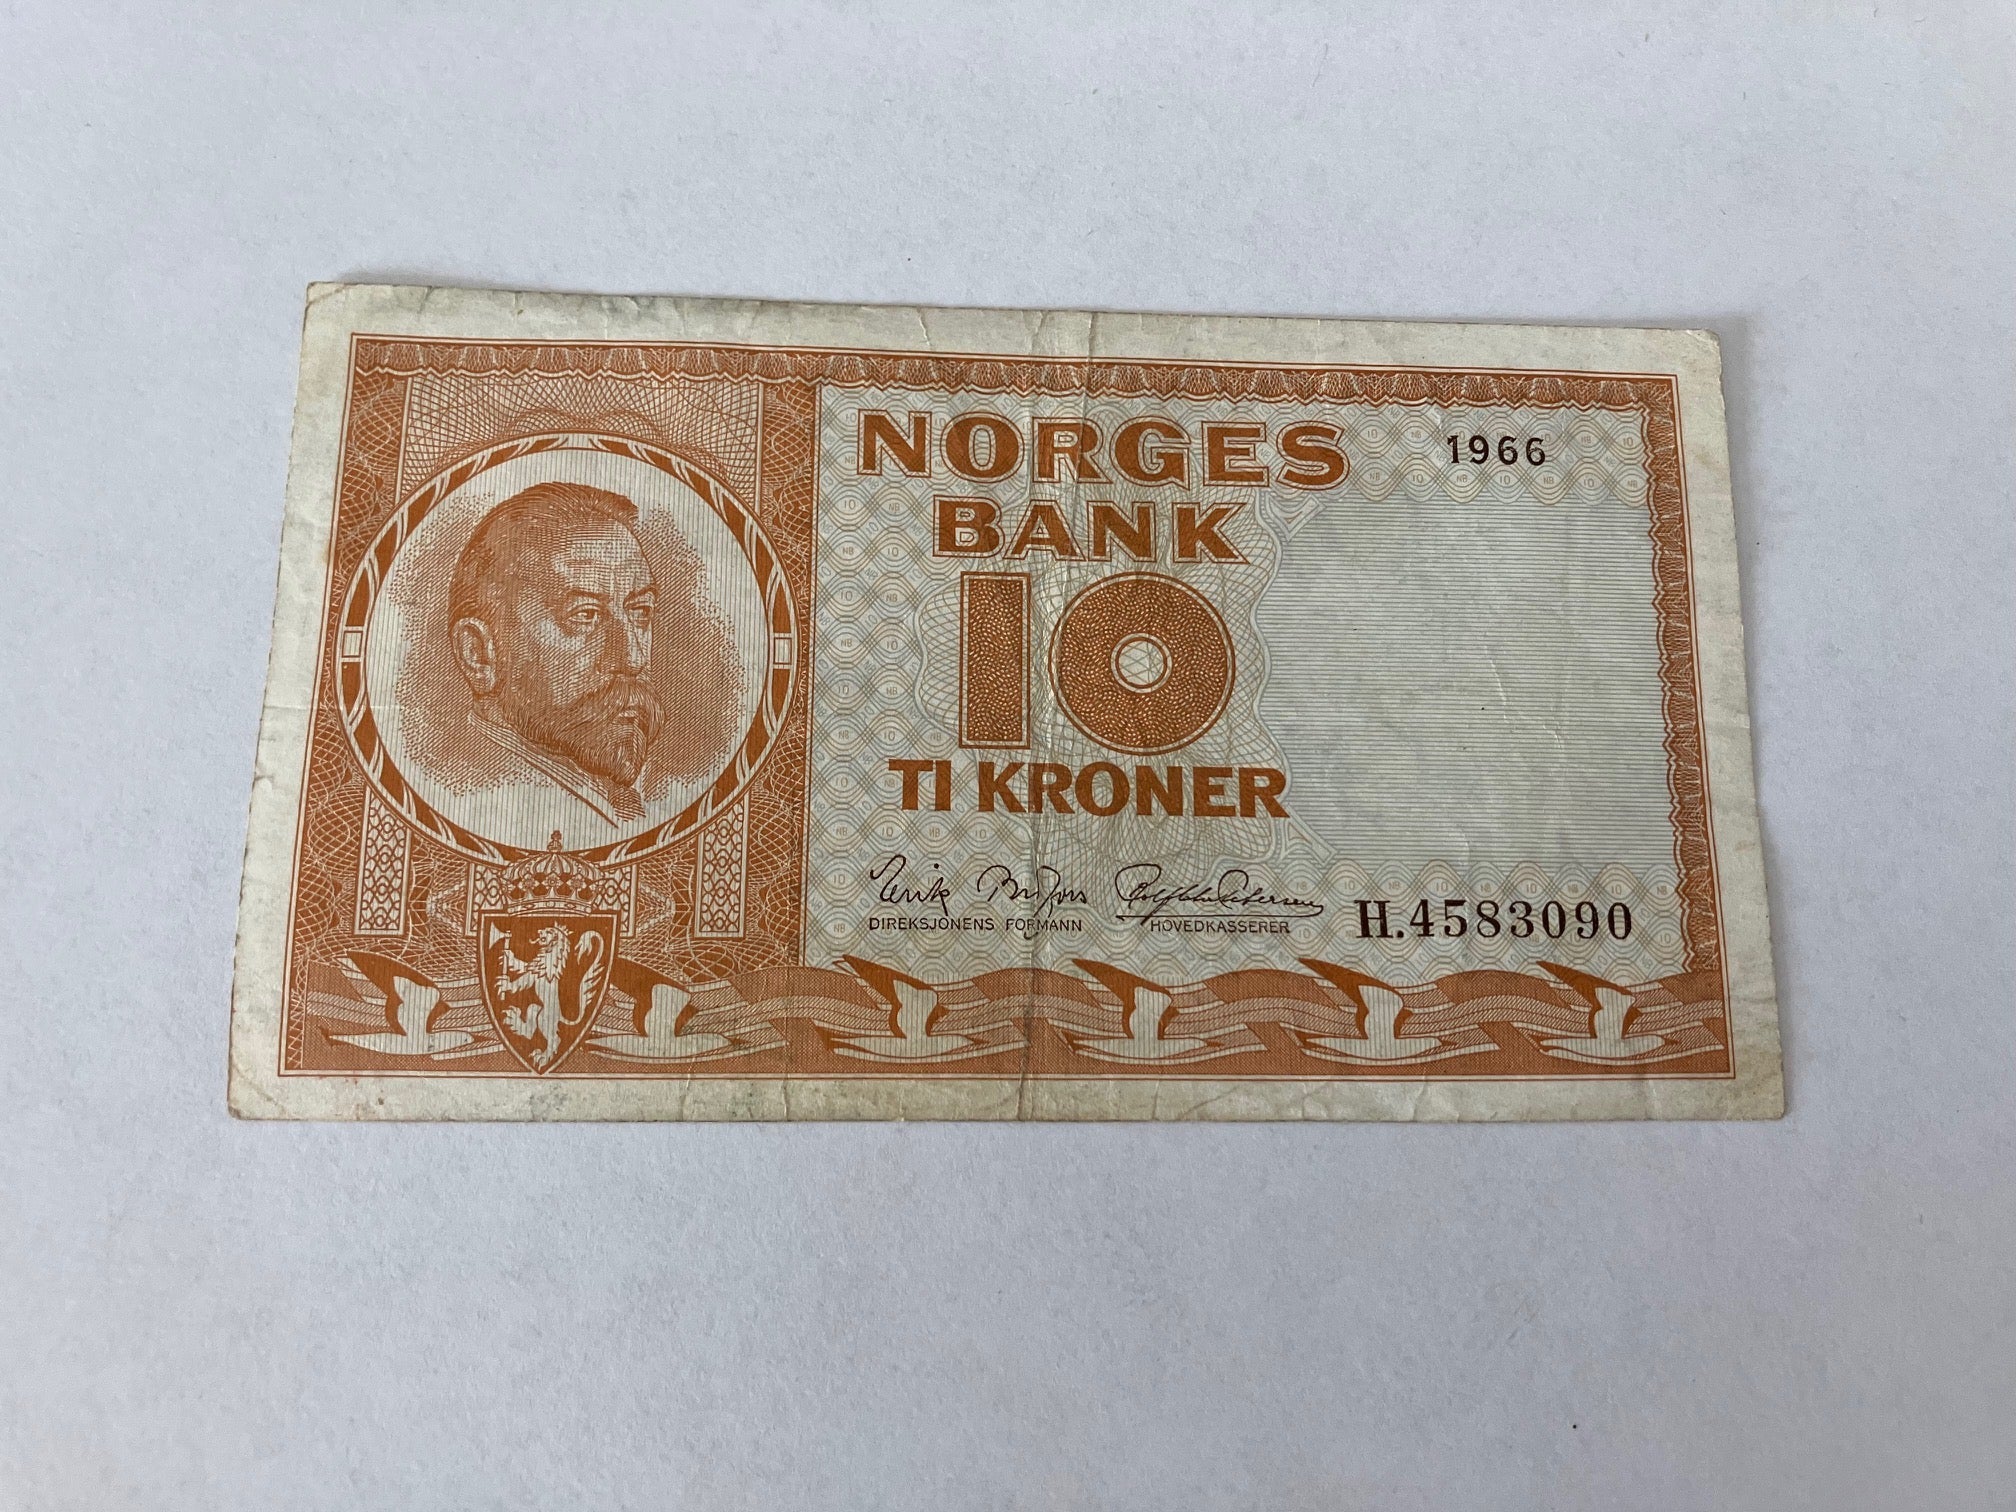 NORGES
BANK
1966
10
TI KRONER
DIREKSJONENS FORMANN
HOVEDKASSERER
H.4583090